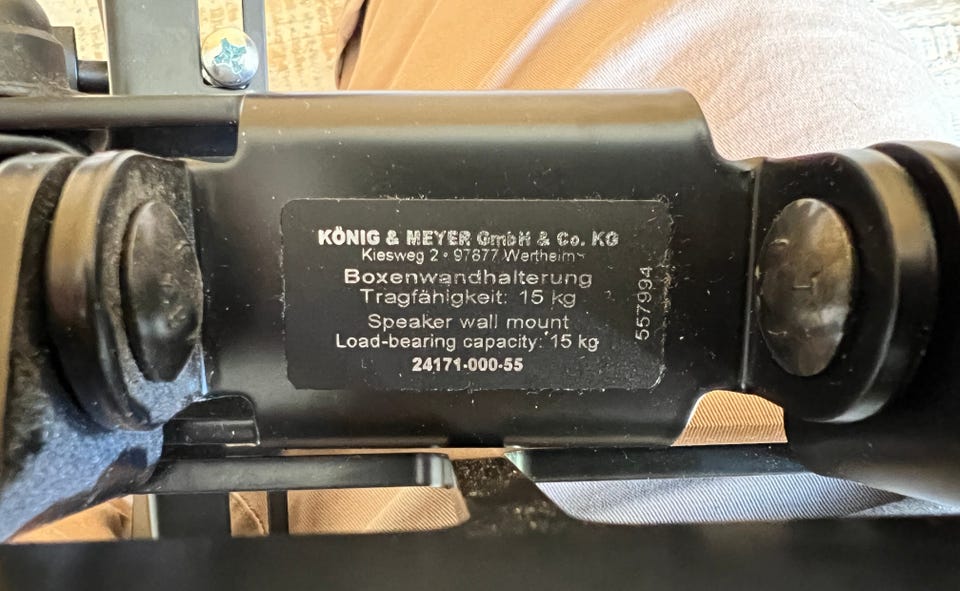 KÖNIG & MEYER GmbH & Co. KG
Kiesweg 2 • 97877 Wertheim
Boxenwandhalterung
Tragfähigkeit: 15 kg
Speaker wall mount
Load-bearing capacity: 15 kg
24171-000-55
557994